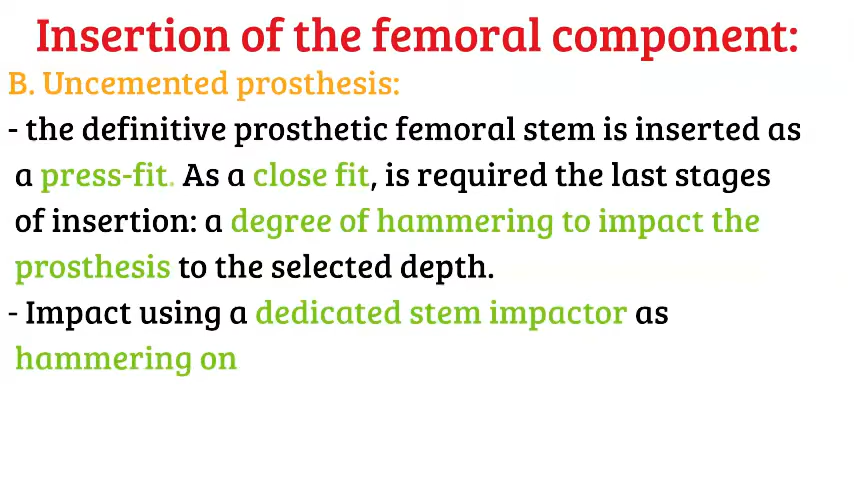 Insertion of the femoral component:
B. Uncemented prosthesis:
- the definitive prosthetic femoral stem is inserted as
a press-fit. As a close fit, is required the last stages
of insertion: a degree of hammering to impact the
prosthesis to the selected depth.
- Impact using a dedicated stem impactor as
hammering on